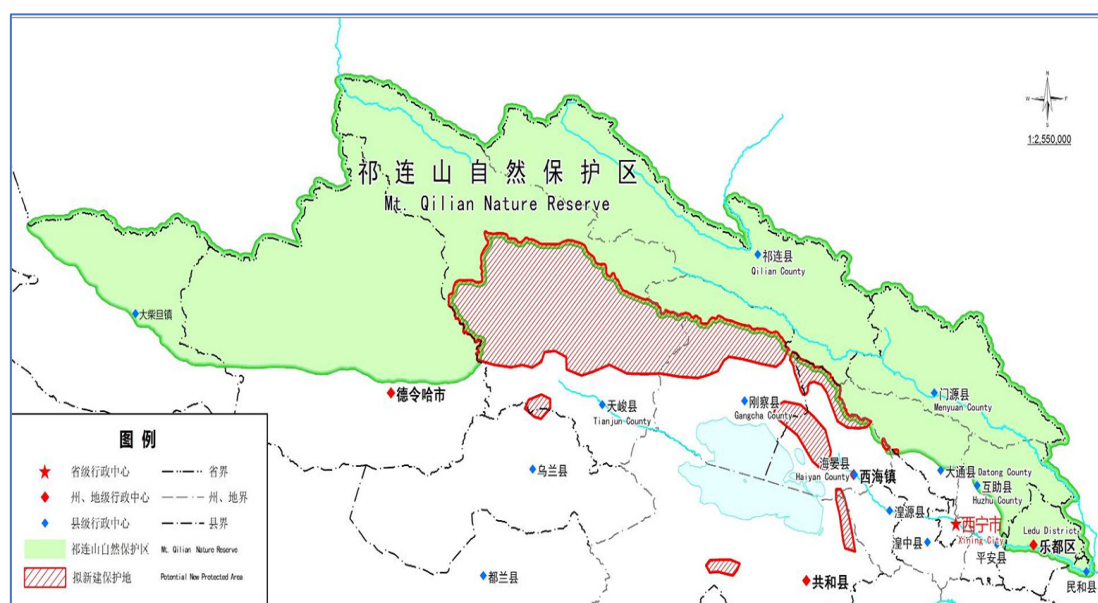 N
W
E
S
1:2,550,000
祁连山自然保护区
Mt. Qilian Nature Reserve
祁连县
Qilian County
大柴旦镇
德令哈市
天峻县
Tianjun County
刚察县
Gangcha County
门源县
Menyuan County
乌兰县
海晏县
Haiyan County
西海镇
大通县 Datong County
互助县
Huzhu County
湟源县
西宁市
Xining City
Ledu District
乐都区
湟中县
平安县
都兰县
共和县
民和县
图 例
省级行政中心
省界
州、地级行政中心
州、地界
县级行政中心
县界
祁连山自然保护区 Mt. Qilian Nature Reserve
拟新建保护地 Potential New Protected Area